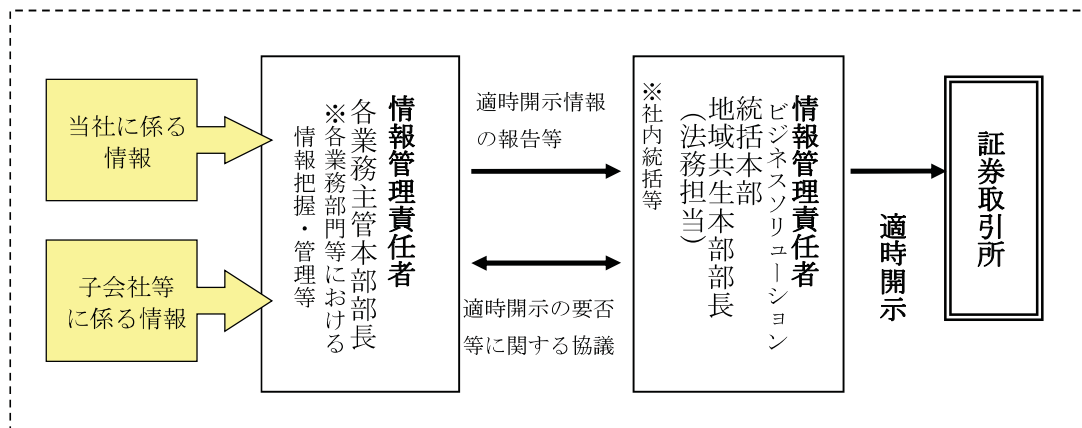 当社に係る
情報
子会社等
に係る情報
情報管理責任者
各業務主管本部部長
※各業務部門等における
情報把握・管理等
適時開示情報
の報告等
適時開示の要否
等に関する協議
情報管理責任者
ビジネスソリューション
統括本部
地域共生本部部長
(法務担当)
※社内統括等
適時開示
証券取引所